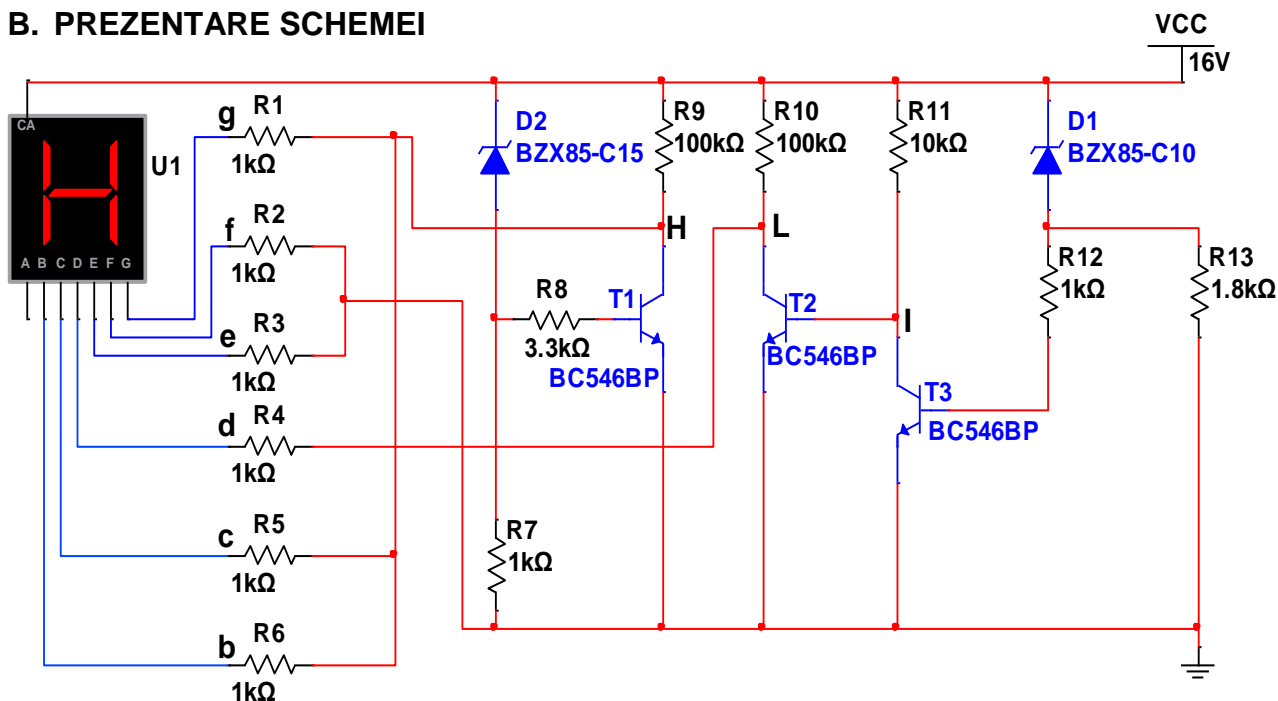 B. PREZENTARE SCHEMEI
VCC
16V
CA
U1
A B C D E F G
g
R1
1kΩ
f
R2
1kΩ
e
R3
1kΩ
d
R4
1kΩ
c
R5
1kΩ
b
R6
1kΩ
D2
BZX85-C15
R8
3.3kΩ
R7
1kΩ
R9
100kΩ
H
T1
BC546BP
R10
100kΩ
L
T2
BC546BP
R11
10kΩ
I
T3
BC546BP
D1
BZX85-C10
R12
1kΩ
R13
1.8kΩ